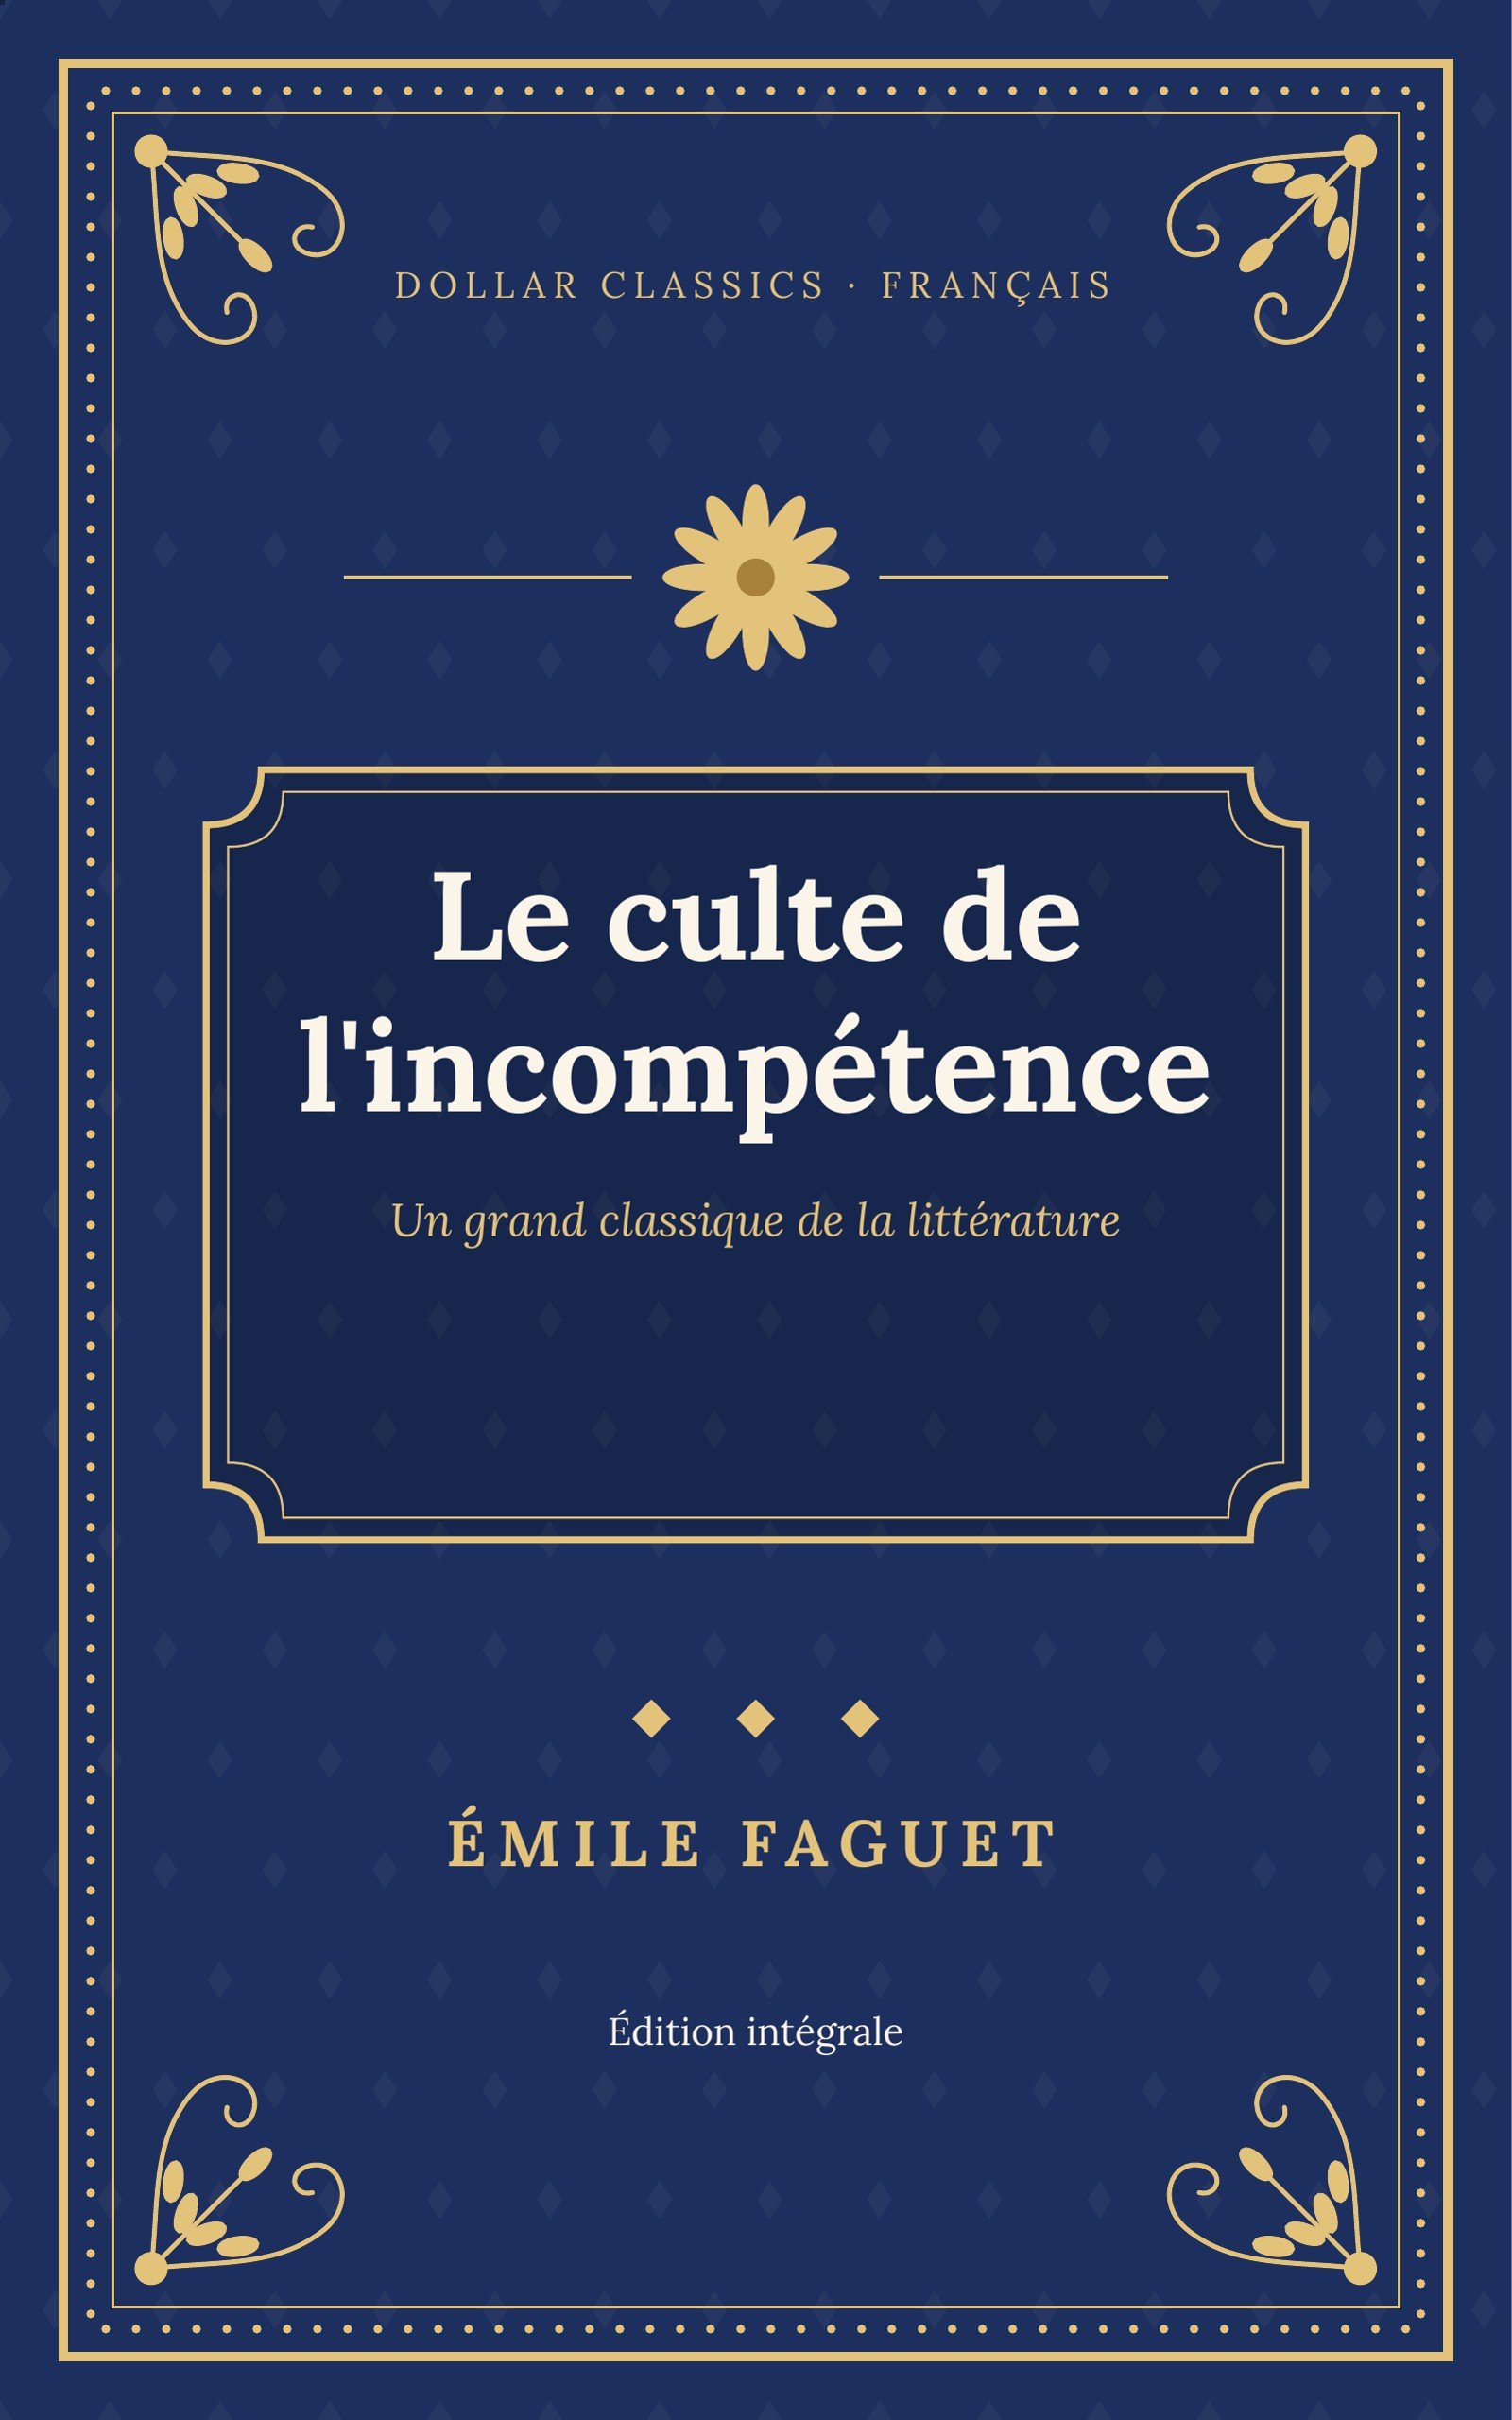 DOLLAR CLASSICS · FRANÇAIS
Le culte de
l'incompétence
Un grand classique de la littérature
ÉMILE FAGUET
Édition intégrale